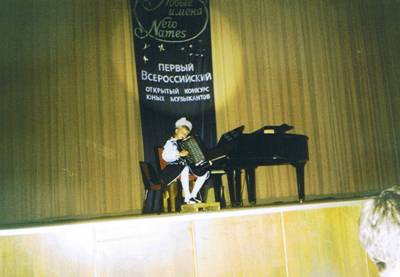 Новые
имена
New
Names
ПЕРВЫЙ
ВСЕРОССИЙСКИЙ
ОТКРЫТЫЙ КОНКУРС
ЮНЫХ МУЗЫКАНТОВ